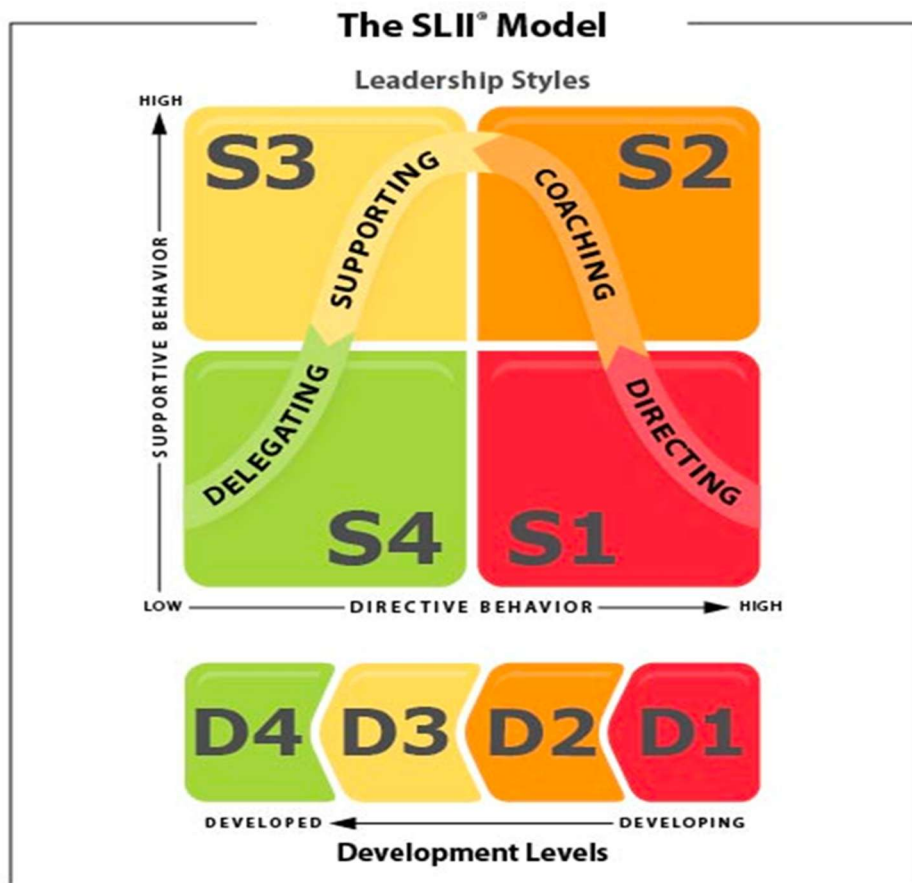 The SLII® Model
Leadership Styles
HIGH
S3
S2
SUPPORTING
COACHING
SUPPORTIVE BEHAVIOR
DELEGATING
DIRECTING
S4
S1
LOW
DIRECTIVE BEHAVIOR
HIGH
D4
D3
D2
D1
DEVELOPED
DEVELOPING
Development Levels